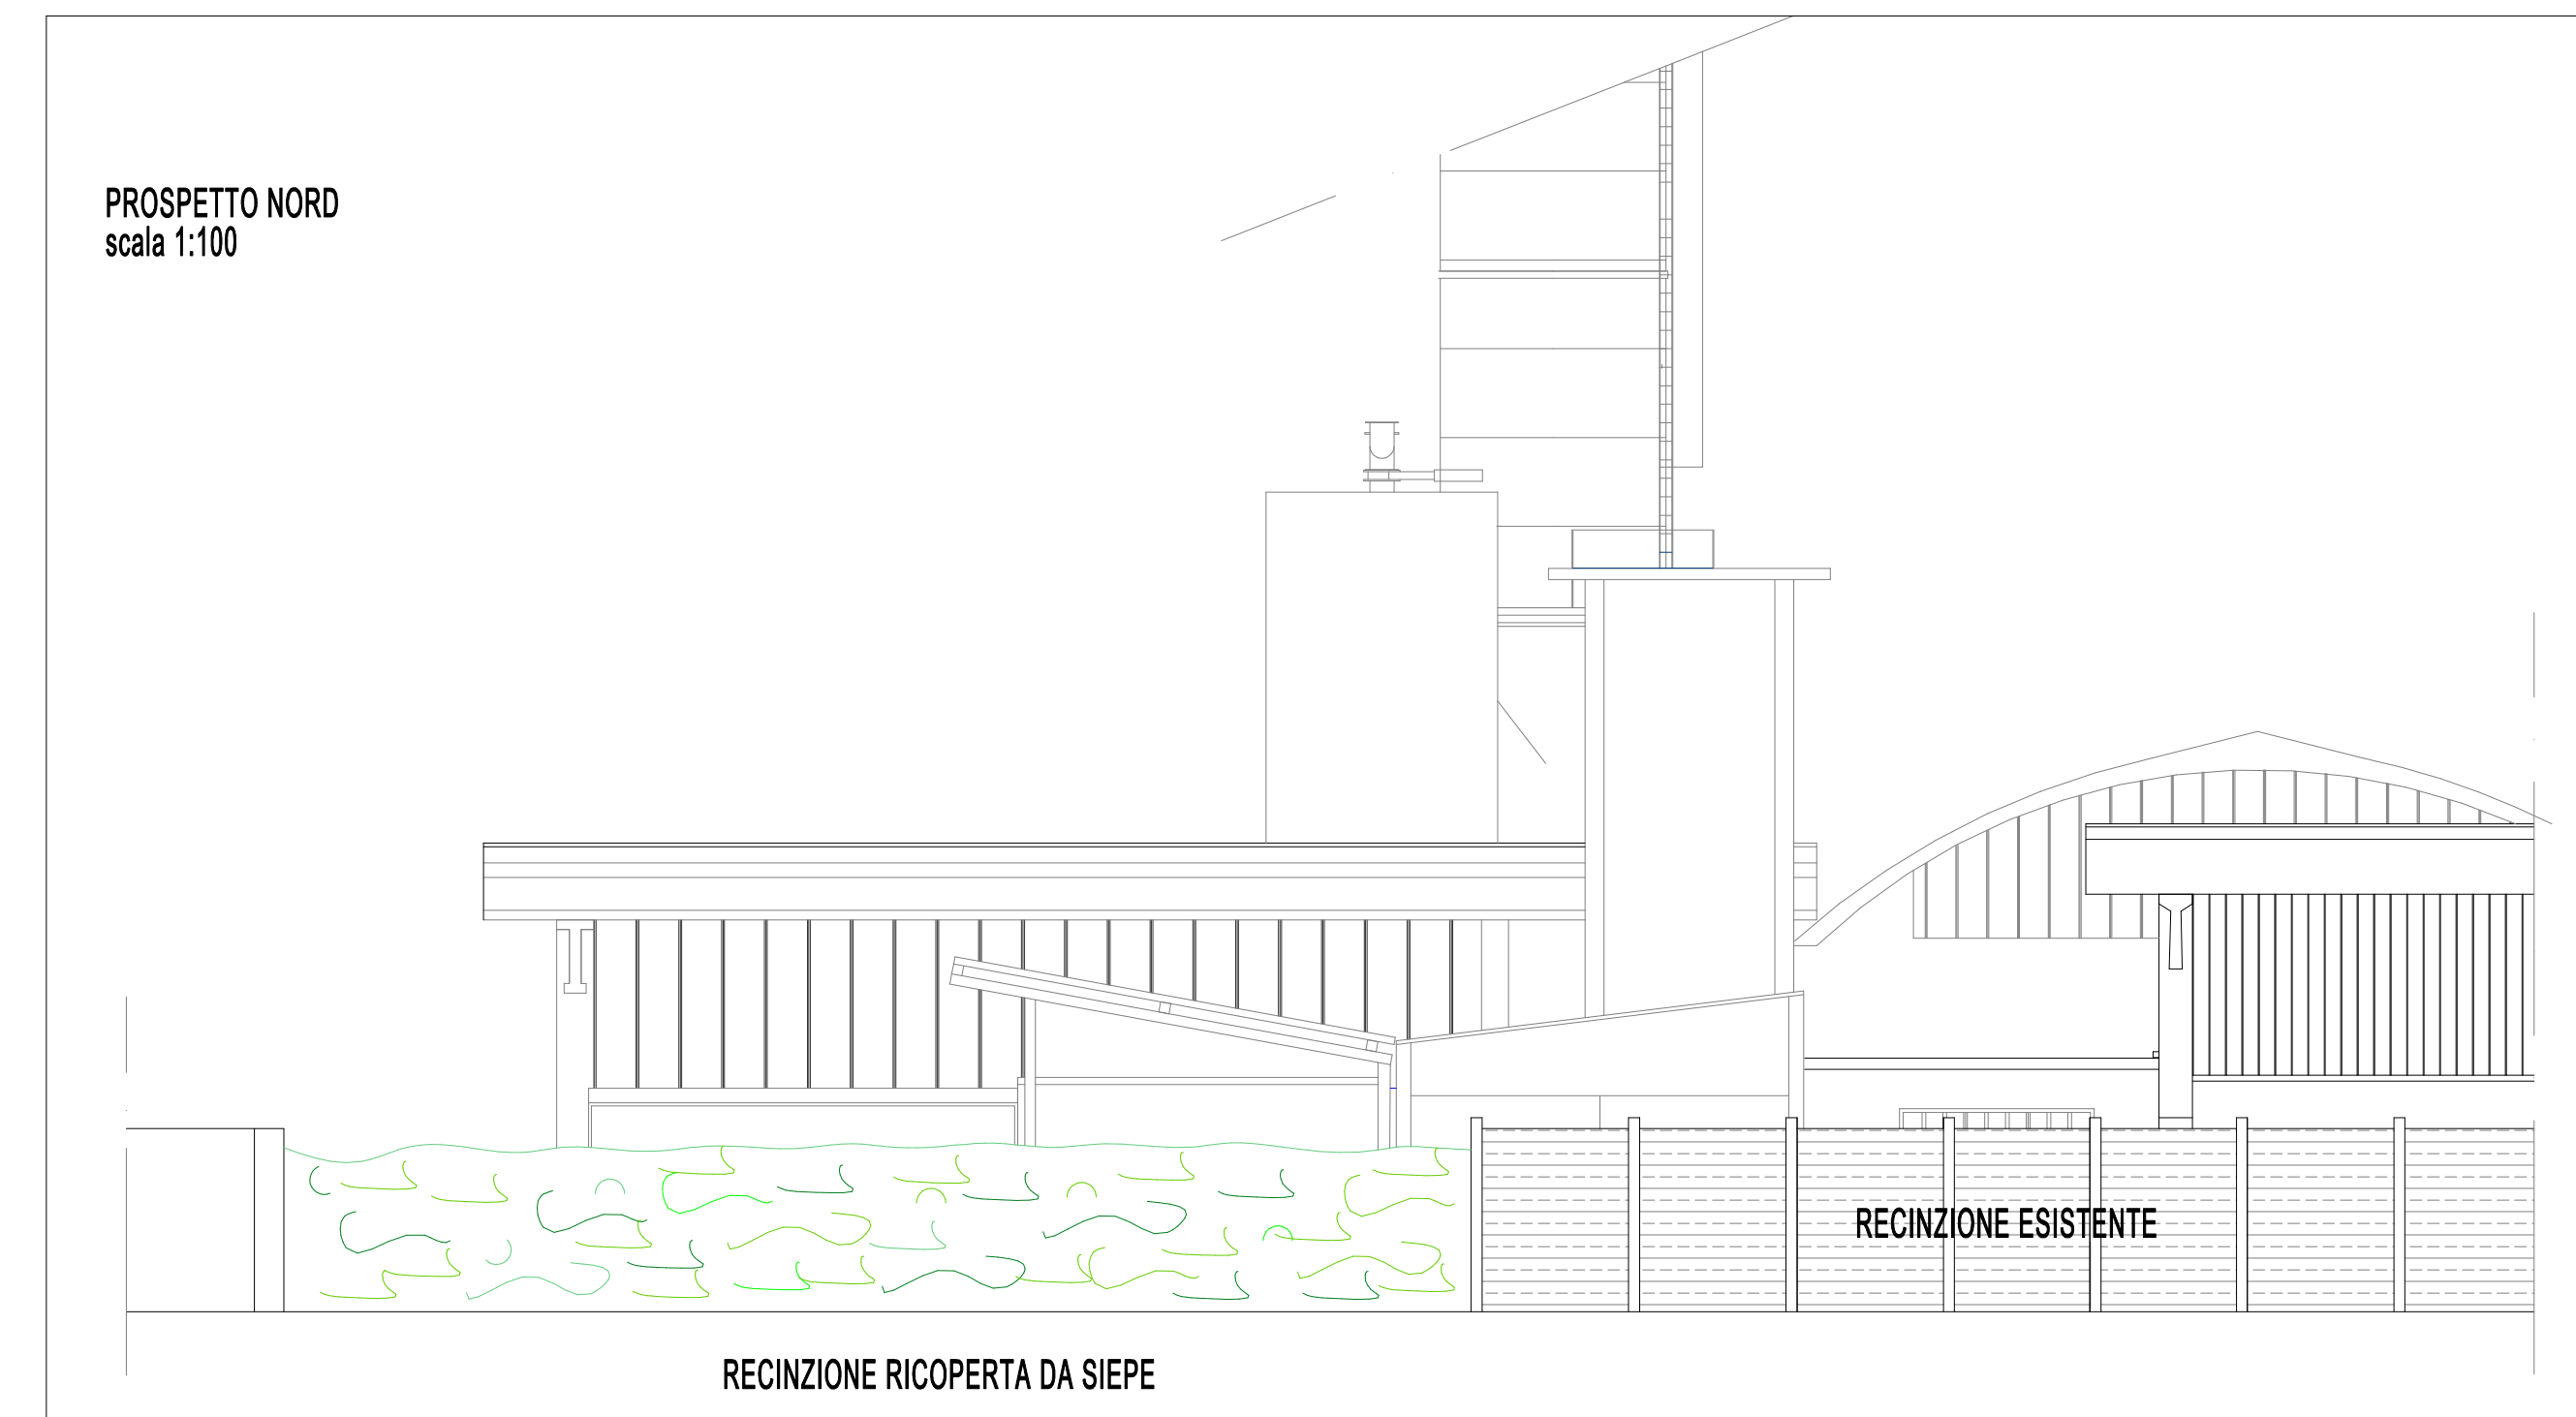 PROSPETTO NORD
scala 1:100
RECINZIONE ESISTENTE
RECINZIONE RICOPERTA DA SIEPE